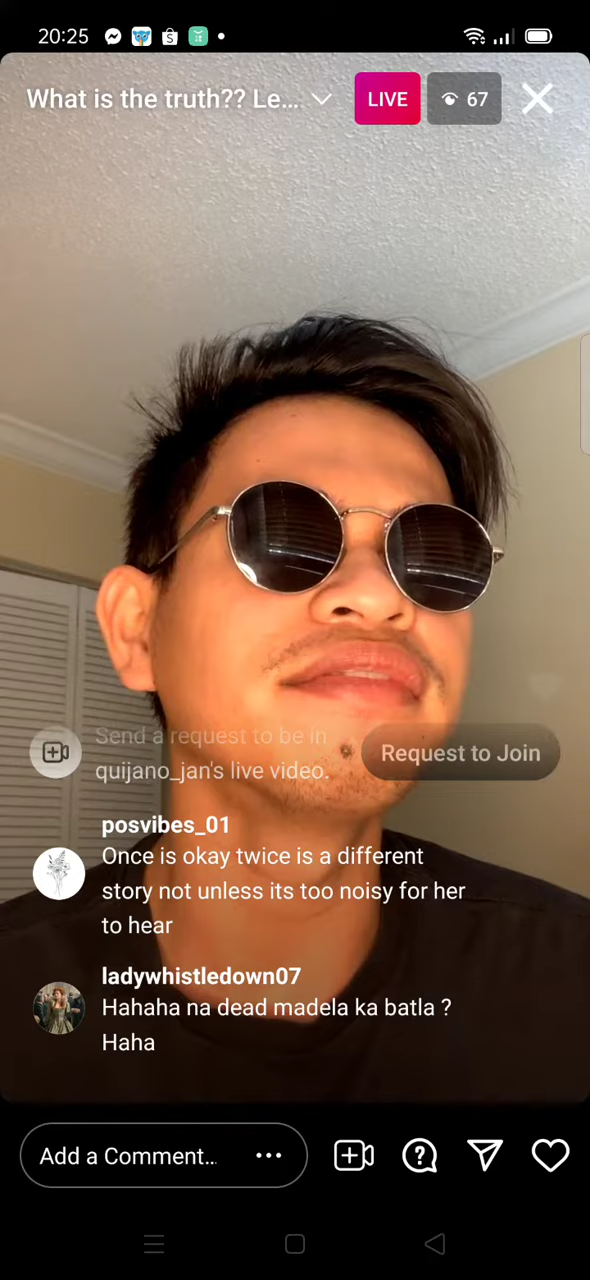 20:25
What is the truth?? Le...
LIVE
67
Send a request to be in
quijano_jan's live video.
Request to Join
posvibes_01
Once is okay twice is a different
story not unless its too noisy for her
to hear
ladywhistledown07
Hahaha na dead madela ka batla ?
Haha
Add a Comment...